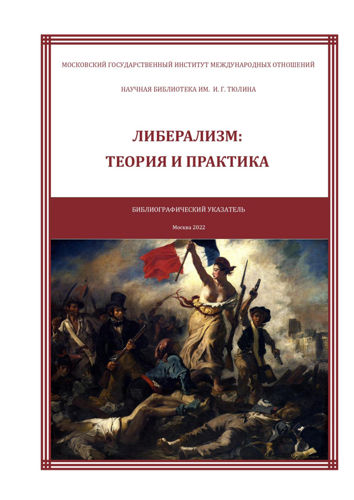 МОСКОВСКИЙ ГОСУДАРСТВЕННЫЙ ИНСТИТУТ МЕЖДУНАРОДНЫХ ОТНОШЕНИЙ
НАУЧНАЯ БИБЛИОТЕКА ИМ. И. Г. ТЮЛИНА
ЛИБЕРАЛИЗМ:
ТЕОРИЯ И ПРАКТИКА
БИБЛИОГРАФИЧЕСКИЙ УКАЗАТЕЛЬ
Москва 2022